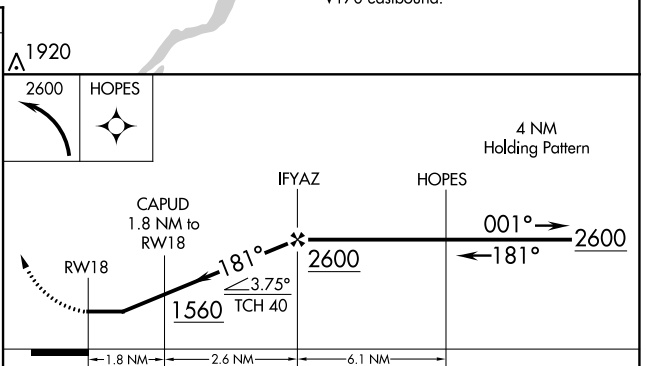 V170 eastbound.
1920
2600 HOPES
4 NM
Holding Pattern
IFYAZ HOPES
CAPUD
1.8 NM to
RW18
RW18
181°
3.75°
TCH 40
1560
2600
001°
181°
2600
1.8 NM 2.6 NM 6.1 NM